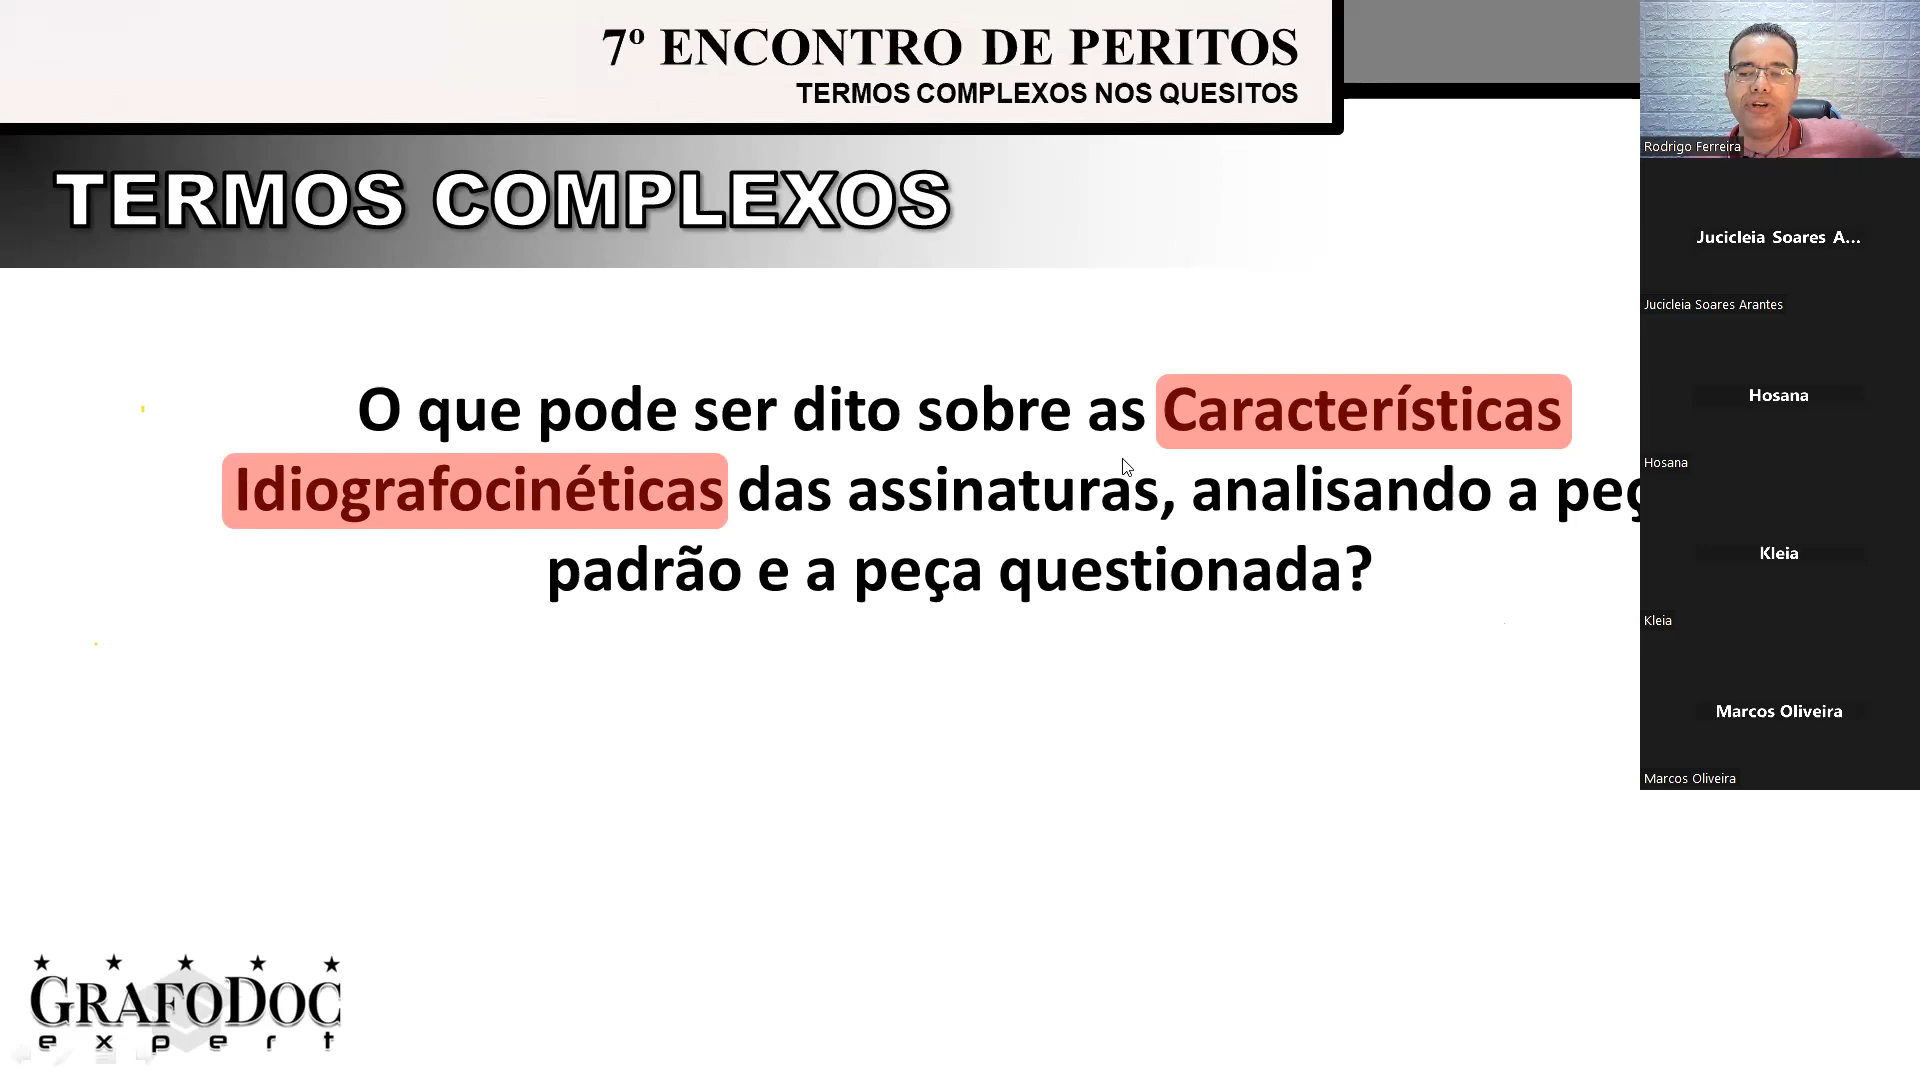 7º ENCONTRO DE PERITOS
TERMOS COMPLEXOS NOS QUESITOS
TERMOS COMPLEXOS
O que pode ser dito sobre as Características
Idiografocinéticas das assinaturas, analisando a peç
padrão e a peça questionada?
GRAFODOC
expert
Rodrigo Ferreira
Jucicleia Soares A...
Jucicleia Soares Arantes
Hosana
Hosana
Kleia
Kleia
Marcos Oliveira
Marcos Oliveira